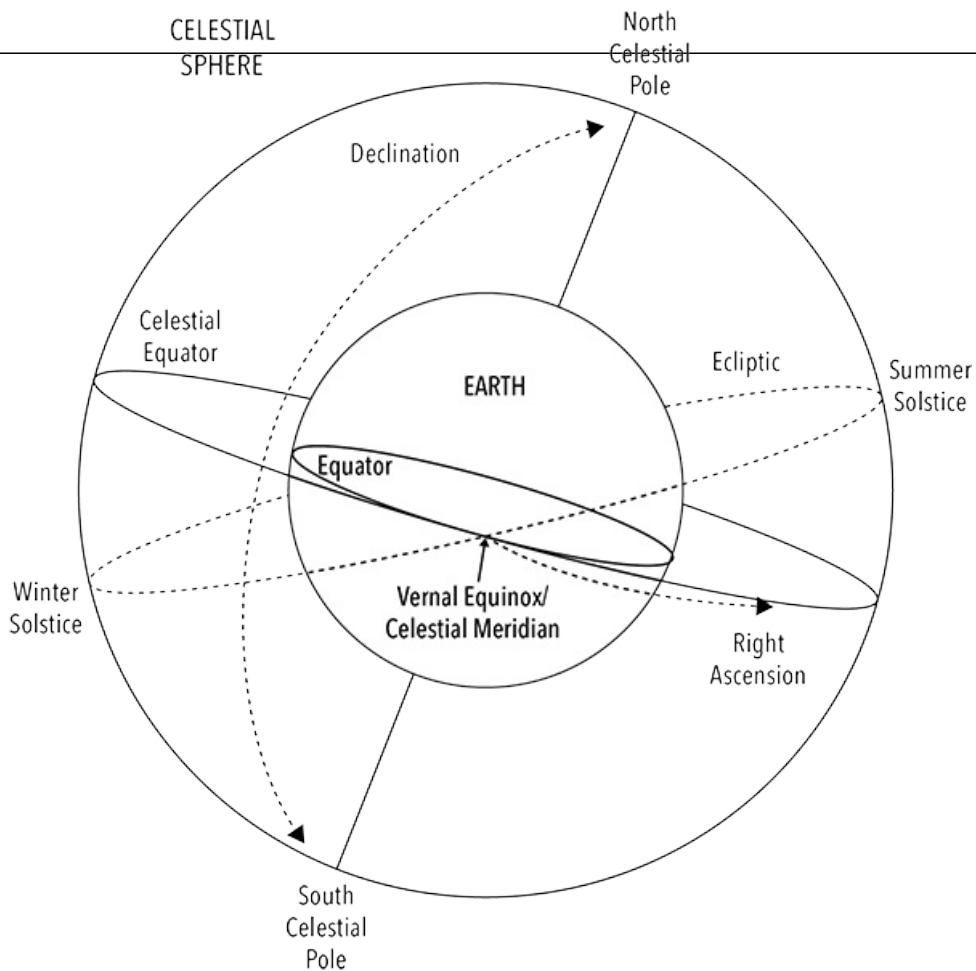 CELESTIAL
SPHERE
North
Celestial
Pole
Declination
Celestial
Equator
EARTH
Ecliptic
Summer
Solstice
Equator
Winter
Solstice
Vernal Equinox/
Celestial Meridian
Right
Ascension
South
Celestial
Pole